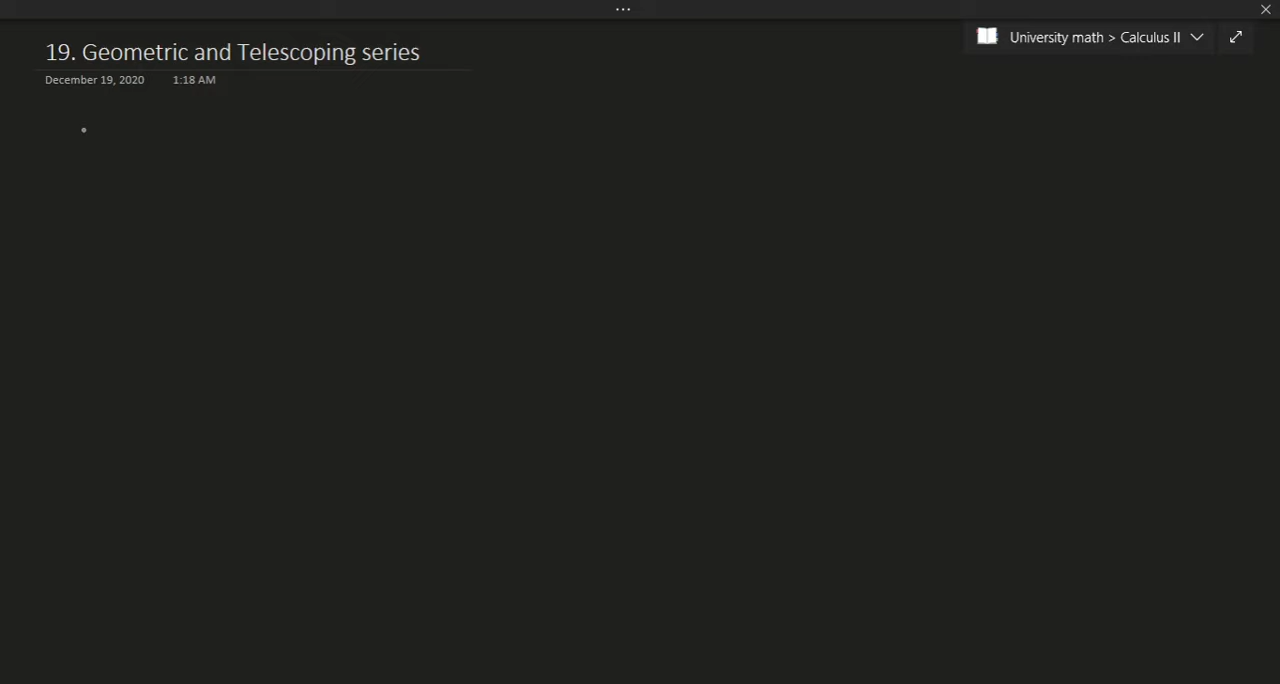 University math > Calculus II
19. Geometric and Telescoping series
December 19, 2020 1:18 AM